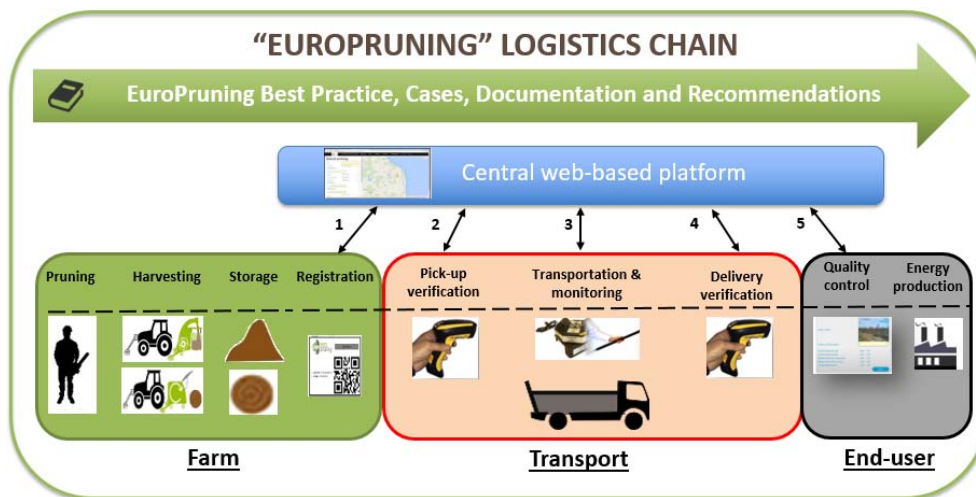 “EUROPRUNING” LOGISTICS CHAIN
EuroPruning Best Practice, Cases, Documentation and Recommendations
Central web-based platform
1
2
3
4
5
Pruning
Harvesting
Storage
Registration
Pick-up
verification
Transportation &
monitoring
Delivery
verification
Quality
control
Energy
production
Farm
Transport
End-user